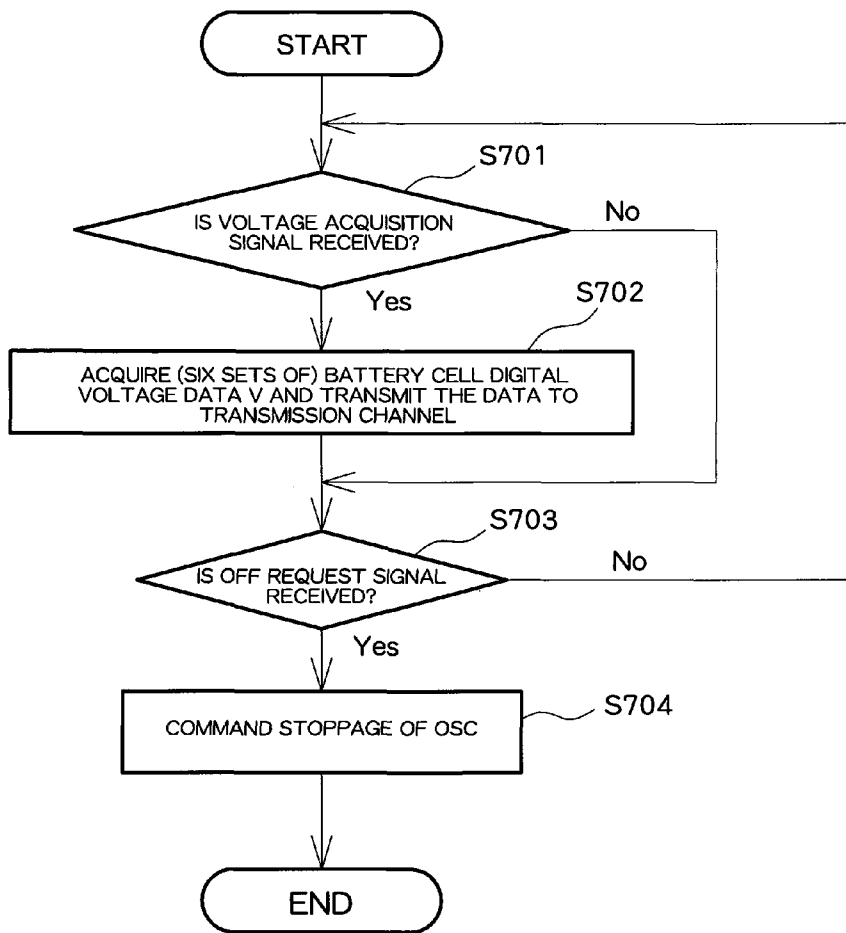 START
S701
IS VOLTAGE ACQUISITION
SIGNAL RECEIVED?
No
Yes
S702
ACQUIRE (SIX SETS OF) BATTERY CELL DIGITAL
VOLTAGE DATA V AND TRANSMIT THE DATA TO
TRANSMISSION CHANNEL
S703
IS OFF REQUEST SIGNAL
RECEIVED?
No
Yes
S704
COMMAND STOPPAGE OF OSC
END